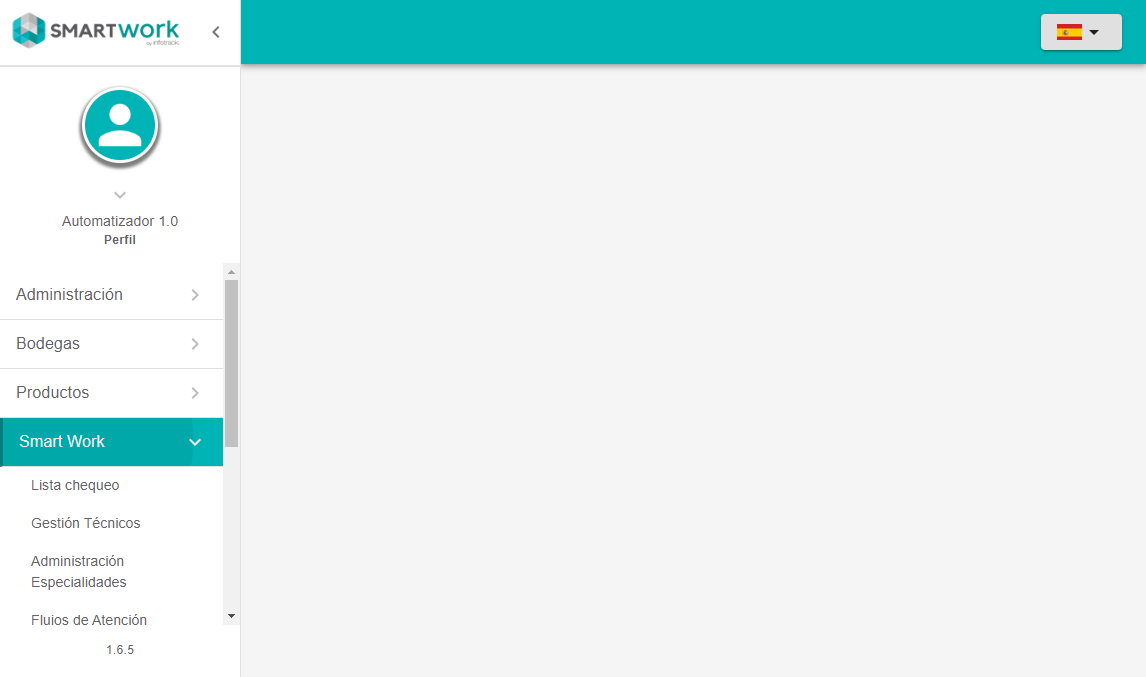 SMARTwork
by infotrack.
Automatizador 1.0
Perfil
Administración
Bodegas
Productos
Smart Work
Lista chequeo
Gestión Técnicos
Administración
Especialidades
Flujos de Atención
1.6.5